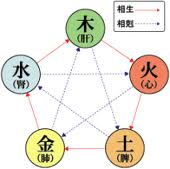 相生
相剋
木
(肝)
火
(心)
土
(脾)
金
(肺)
水
(腎)